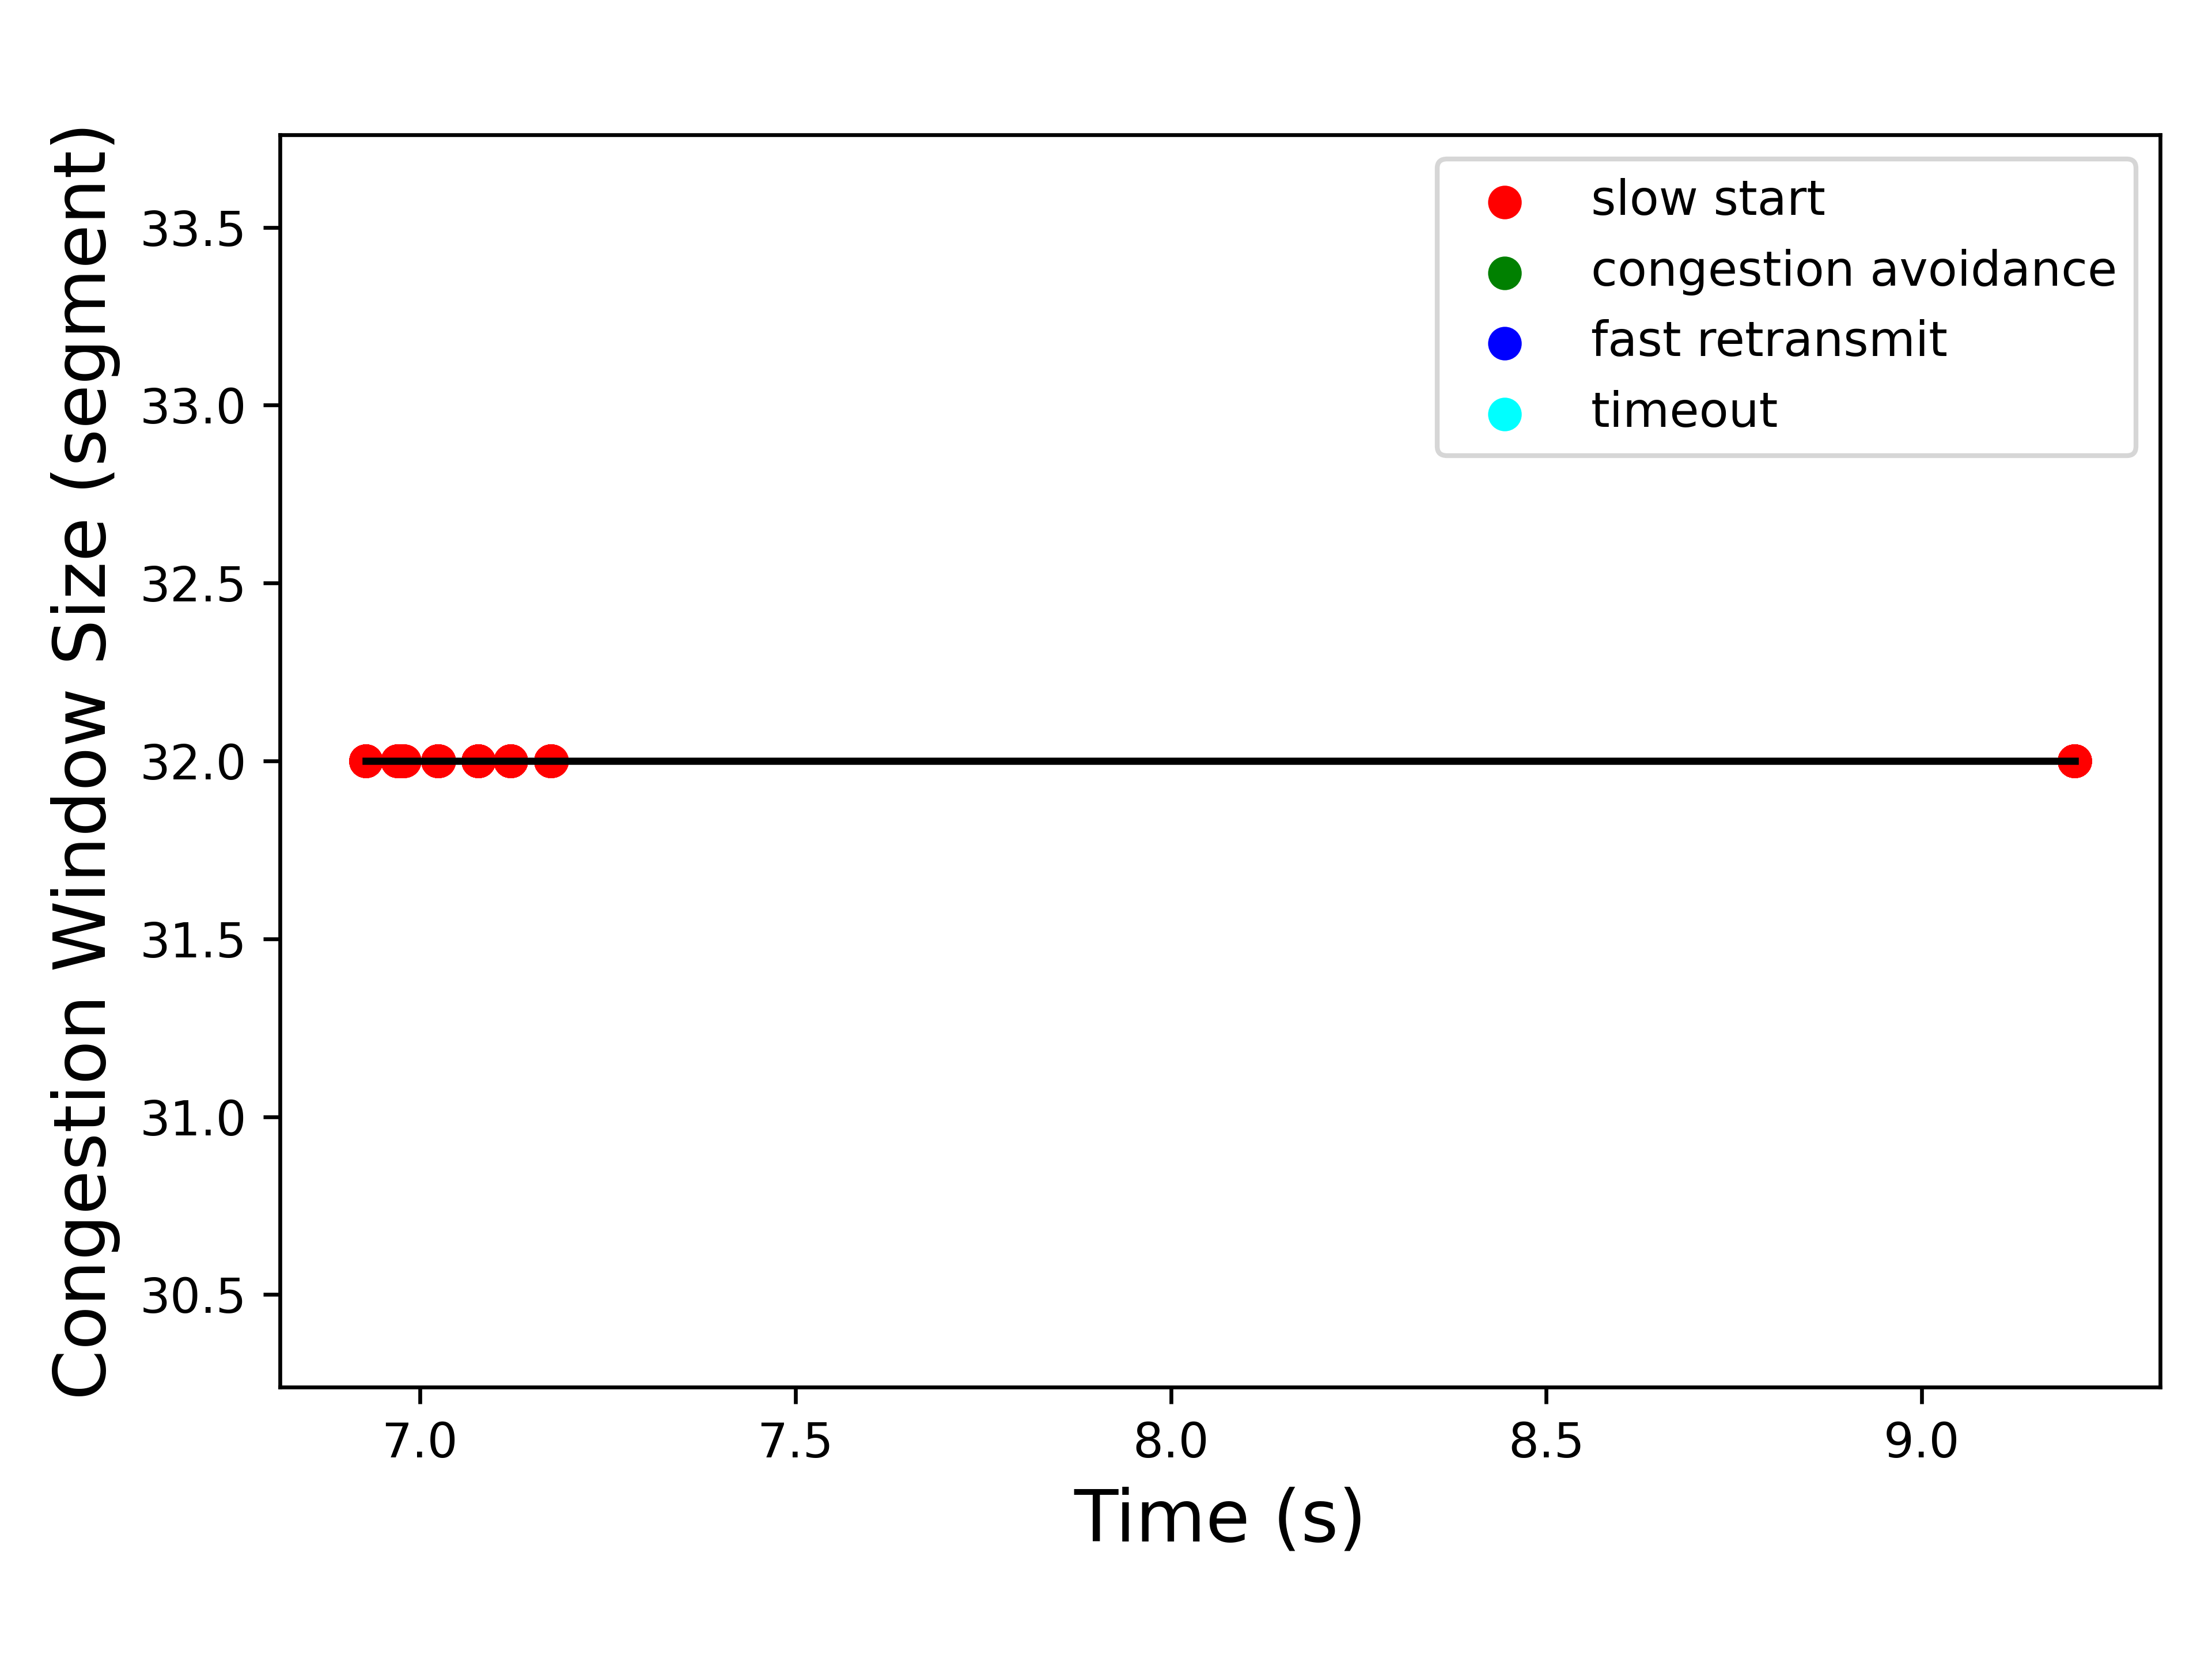 Congestion Window Size (segment)
33.5
33.0
32.5
32.0
31.5
31.0
30.5
slow start
congestion avoidance
fast retransmit
timeout
7.0 7.5 8.0 8.5 9.0
Time (s)